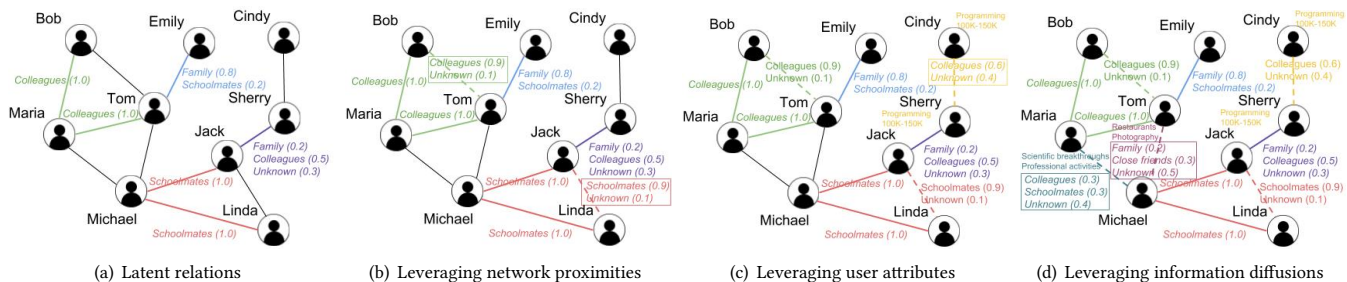 Bob
Emily
Cindy
Colleagues (1.0)
Family (0.8)
Schoolmates (0.2)
Tom
Sherry
Maria
Colleagues (1.0)
Jack
Family (0.2)
Colleagues (0.5)
Unknown (0.3)
Schoolmates (1.0)
Michael
Linda
Schoolmates (1.0)
(a) Latent relations
Bob
Emily
Cindy
Colleagues (0.9)
Unknown (0.1)
Colleagues (1.0)
Family (0.8)
Schoolmates (0.2)
Tom
Sherry
Maria
Colleagues (1.0)
Jack
Family (0.2)
Colleagues (0.5)
Unknown (0.3)
Schoolmates (1.0)
Schoolmates (0.9)
Unknown (0.1)
Michael
Linda
Schoolmates (1.0)
(b) Leveraging network proximities
Bob
Emily
Cindy
Programming
100K-150K
Colleagues (0.9)
Unknown (0.1)
Colleagues (0.6)
Unknown (0.4)
Colleagues (1.0)
Family (0.8)
Schoolmates (0.2)
Tom
Sherry
Programming
100K-150K
Maria
Colleagues (1.0)
Jack
Family (0.2)
Colleagues (0.5)
Unknown (0.3)
Schoolmates (1.0)
Schoolmates (0.9)
Unknown (0.1)
Michael
Linda
Schoolmates (1.0)
(c) Leveraging user attributes
Bob
Emily
Cindy
Programming
100K-150K
Colleagues (0.9)
Unknown (0.1)
Colleagues (0.6)
Unknown (0.4)
Colleagues (1.0)
Family (0.8)
Schoolmates (0.2)
Tom
Sherry
Programming
100K-150K
Maria
Colleagues (1.0)
Restaurants
Photography
Jack
Family (0.2)
Close friends (0.3)
Unknown (0.5)
Family (0.2)
Colleagues (0.5)
Unknown (0.3)
Scientific breakthroughs
Professional activities
Colleagues (0.3)
Schoolmates (0.3)
Unknown (0.4)
Schoolmates (1.0)
Schoolmates (0.9)
Unknown (0.1)
Michael
Linda
Schoolmates (1.0)
(d) Leveraging information diffusions